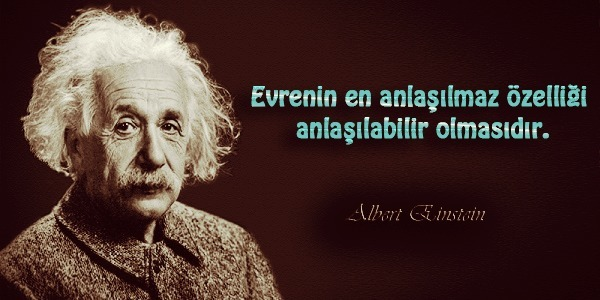 Evrenin en anlaşılmaz özelliği
anlaşılabilir olmasıdır.
Albert Einstein